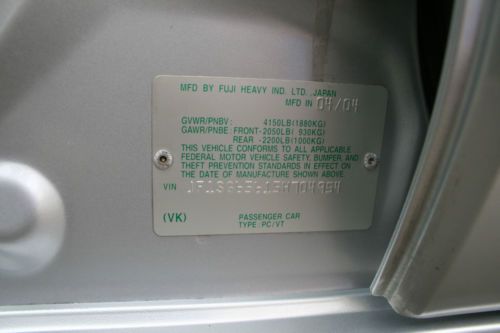 MFD BY FUJI HEAVY IND. LTD. JAPAN
MFD IN 04/04
GVWR/PNBV: 4150LB(1880KG)
GAWR/PNBE FRONT-2050LB( 930KG)
REAR -2200LB(1000KG)
THIS VEHICLE CONFORMS TO ALL APPLICABLE
FEDERAL MOTOR VEHICLE SAFETY, BUMPER, AND
THEFT PREVENTION STANDARDS IN EFFECT ON
THE DATE OF MANUFACTURE SHOWN ABOVE.
VIN
(VK)
PASSENGER CAR
TYPE: PC/VT